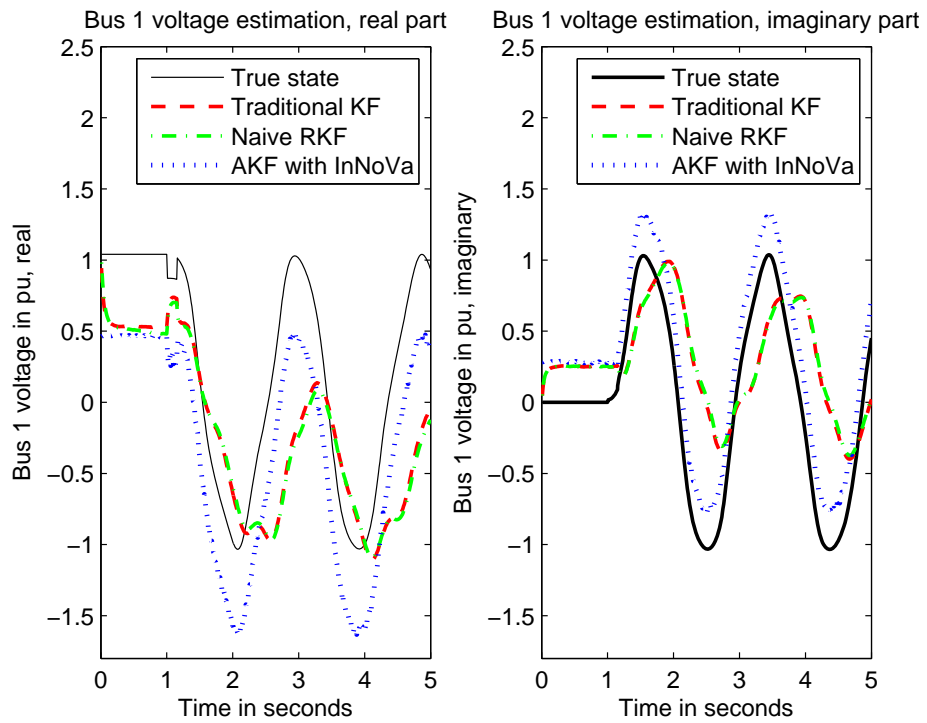 Bus 1 voltage estimation, real part
2.5
2
1.5
1
0.5
0
−0.5
−1
−1.5
Bus 1 voltage in pu, real
True state
Traditional KF
Naive RKF
AKF with InNoVa
0 1 2 3 4 5
Time in seconds
Bus 1 voltage estimation, imaginary part
2.5
2
1.5
1
0.5
0
−0.5
−1
−1.5
Bus 1 voltage in pu, imaginary
True state
Traditional KF
Naive RKF
AKF with InNoVa
0 1 2 3 4 5
Time in seconds